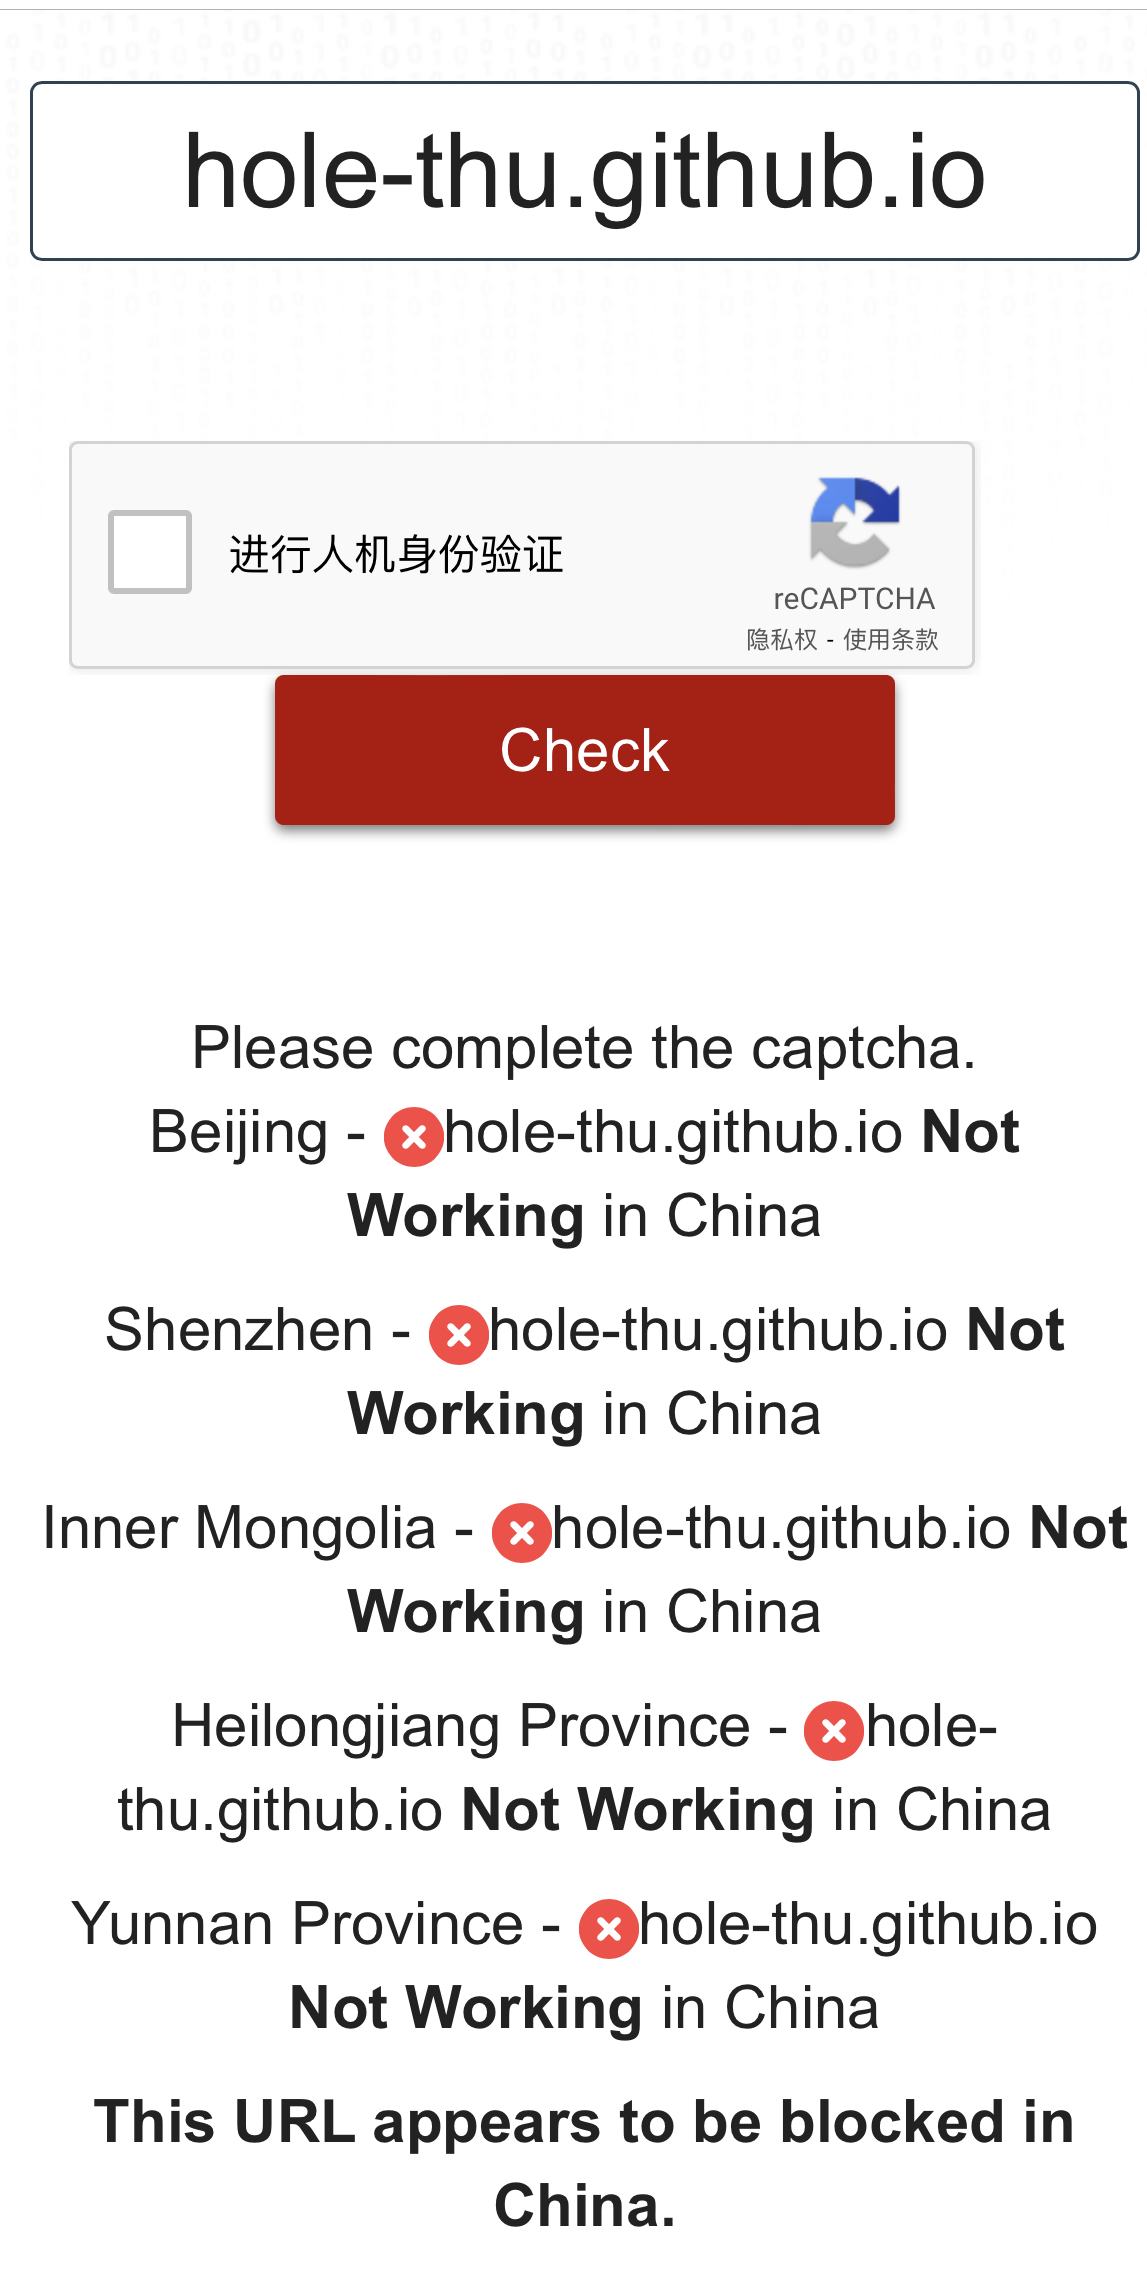 hole-thu.github.io
进行人机身份验证
reCAPTCHA
隐私权 - 使用条款
Check
Please complete the captcha.
Beijing - hole-thu.github.io Not
Working in China
Shenzhen - hole-thu.github.io Not
Working in China
Inner Mongolia - hole-thu.github.io Not
Working in China
Heilongjiang Province - hole-
thu.github.io Not Working in China
Yunnan Province - hole-thu.github.io
Not Working in China
This URL appears to be blocked in
China.